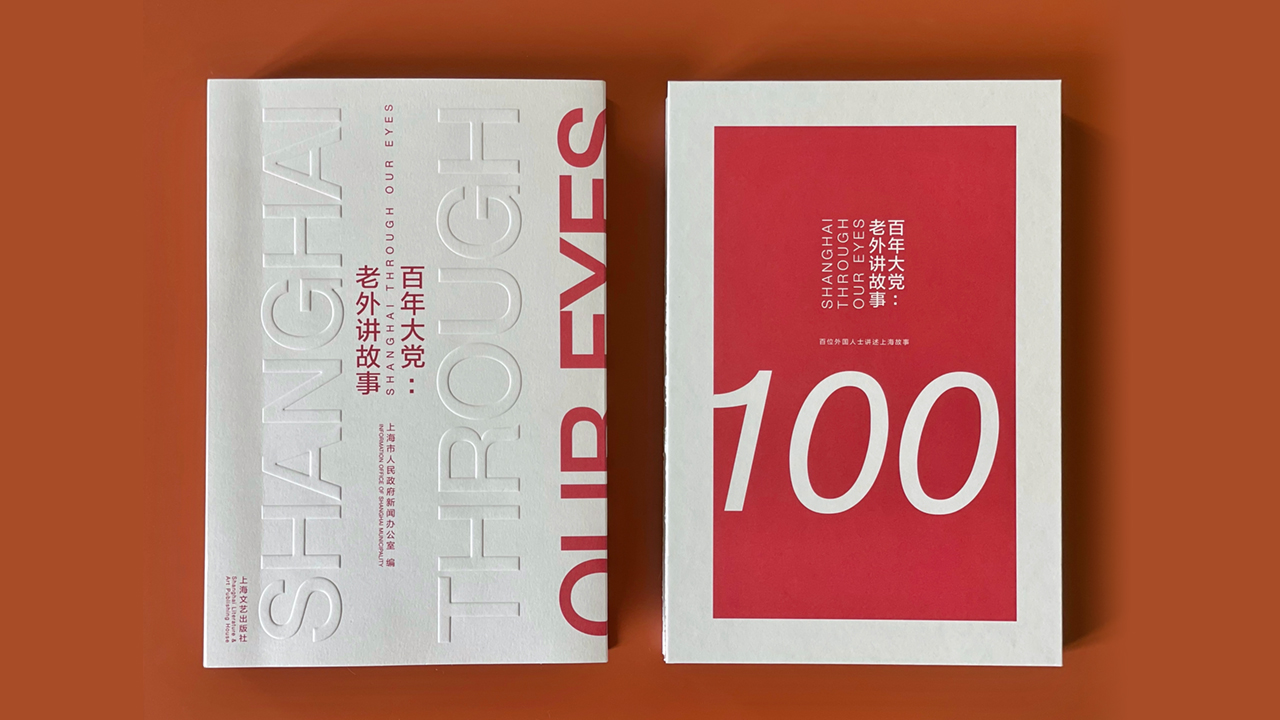 SHANGHAI
THROUGH
OUR EYES
百年大党：
老外讲故事
SHANGHAI THROUGH OUR EYES
上海市人民政府新闻办公室 编
INFORMATION OFFICE OF SHANGHAI MUNICIPALITY
上海文艺出版社
Shanghai Literature &
Art Publishing House
百年大党：
老外讲故事
SHANGHAI
THROUGH
OUR EYES
百位外国人士讲述上海故事
100